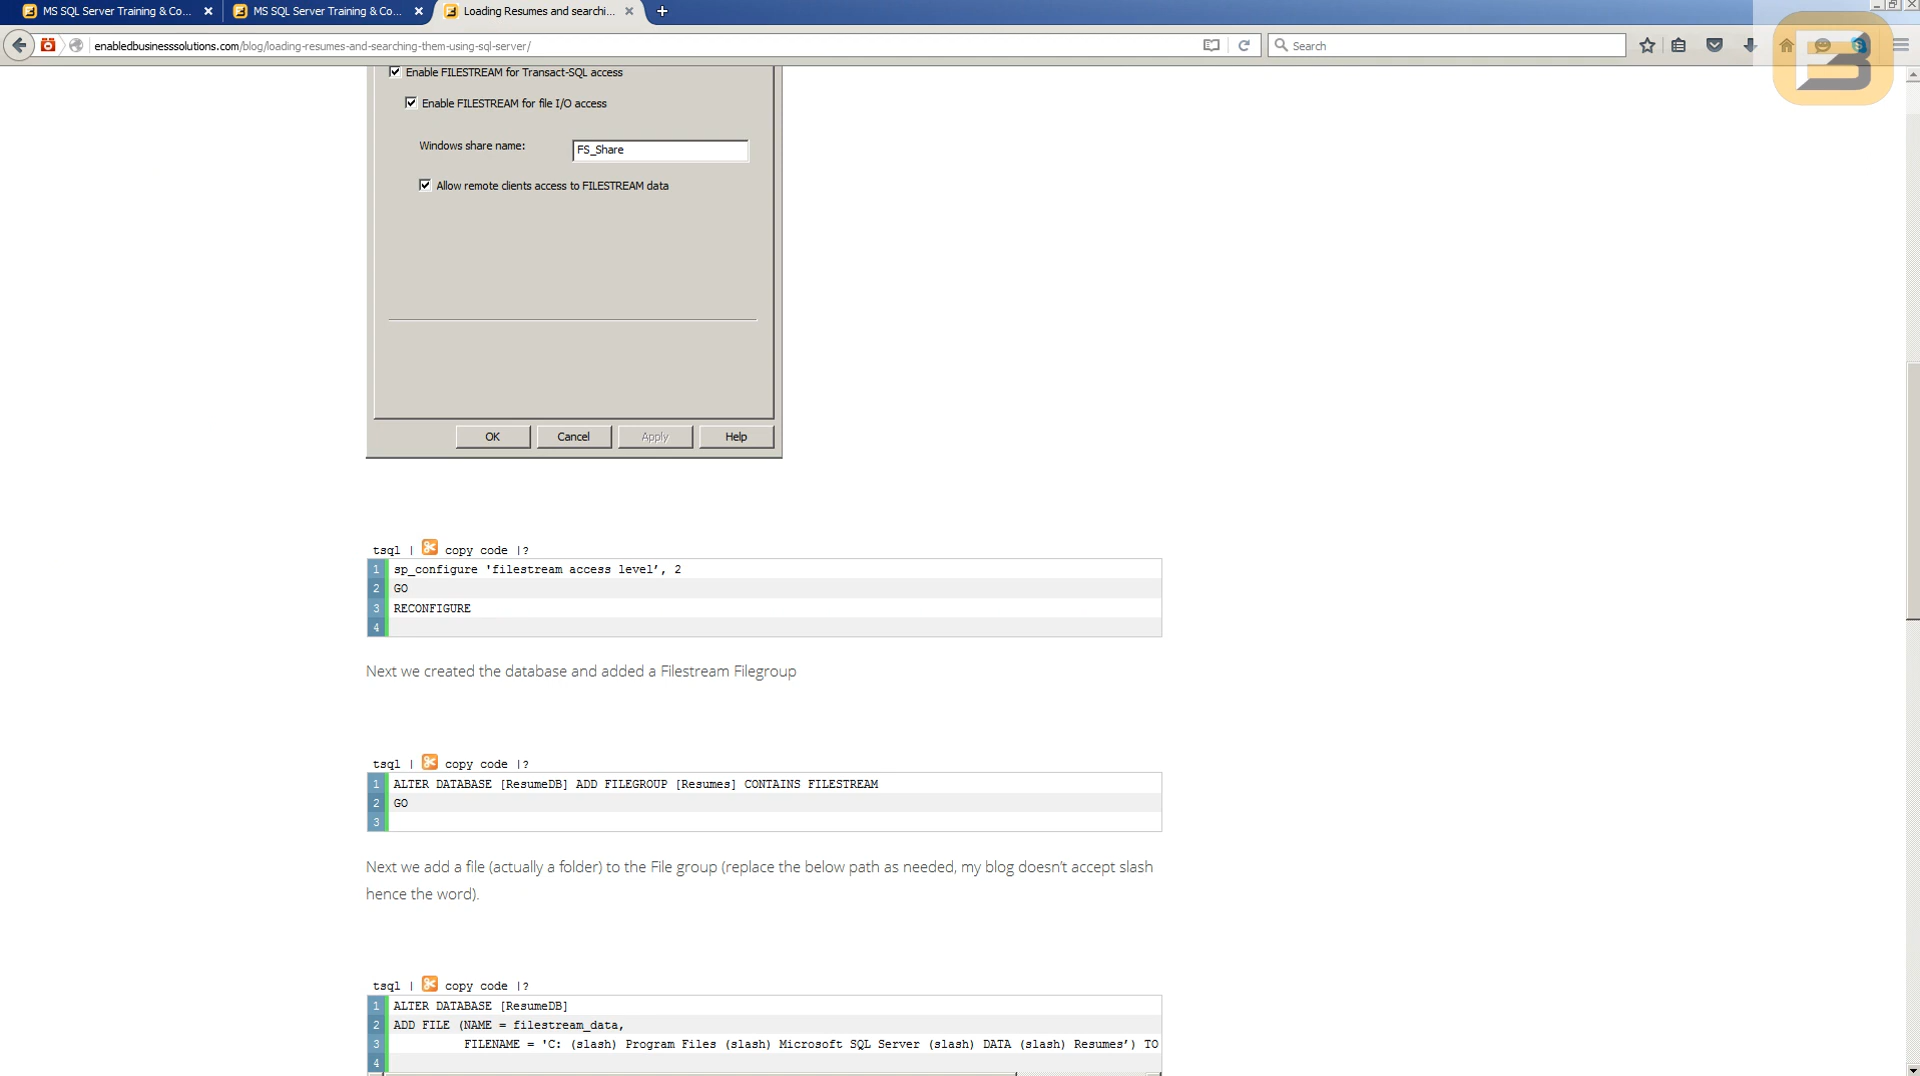 MS SQL Server Training & Co...
MS SQL Server Training & Co...
Loading Resumes and searchi...
enabledbusinesssolutions.com/blog/loading-resumes-and-searching-them-using-sql-server/
Search
Enable FILESTREAM for Transact-SQL access
Enable FILESTREAM for file I/O access
Windows share name:
FS_Share
Allow remote clients access to FILESTREAM data
OK
Cancel
Apply
Help
tsql | copy code |?
1 sp_configure 'filestream access level’, 2
2 GO
3 RECONFIGURE
4
Next we created the database and added a Filestream Filegroup
tsql | copy code |?
1 ALTER DATABASE [ResumeDB] ADD FILEGROUP [Resumes] CONTAINS FILESTREAM
2 GO
3
Next we add a file (actually a folder) to the File group (replace the below path as needed, my blog doesn’t accept slash
hence the word).
tsql | copy code |?
1 ALTER DATABASE [ResumeDB]
2 ADD FILE (NAME = filestream_data,
3 FILENAME = 'C: (slash) Program Files (slash) Microsoft SQL Server (slash) DATA (slash) Resumes’) TO
4